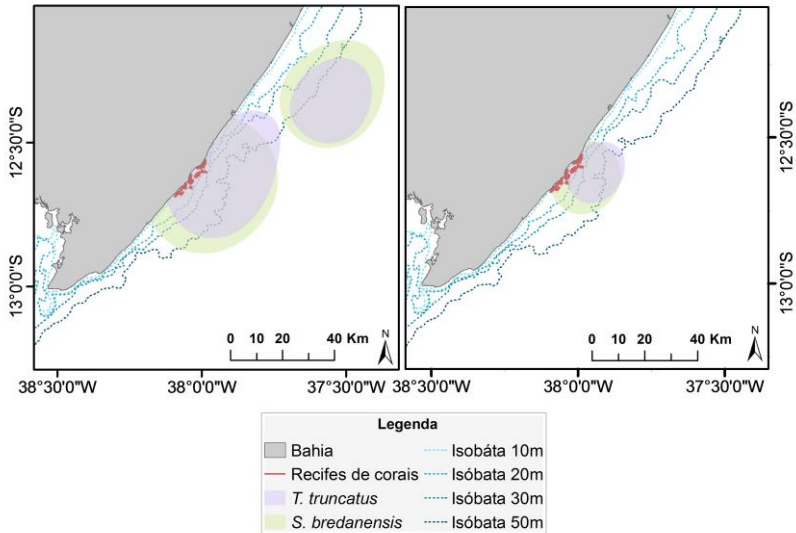 12°30'0"S
13°0'0"S
0 10 20 40 Km
N
38°30'0"W 38°0'0"W 37°30'0"W
12°30'0"S
13°0'0"S
0 10 20 40 Km
N
38°30'0"W 38°0'0"W 37°30'0"W
Legenda
Bahia Isobáta 10m
Recifes de corais Isóbata 20m
T. truncatus Isóbata 30m
S. bredanensis Isóbata 50m